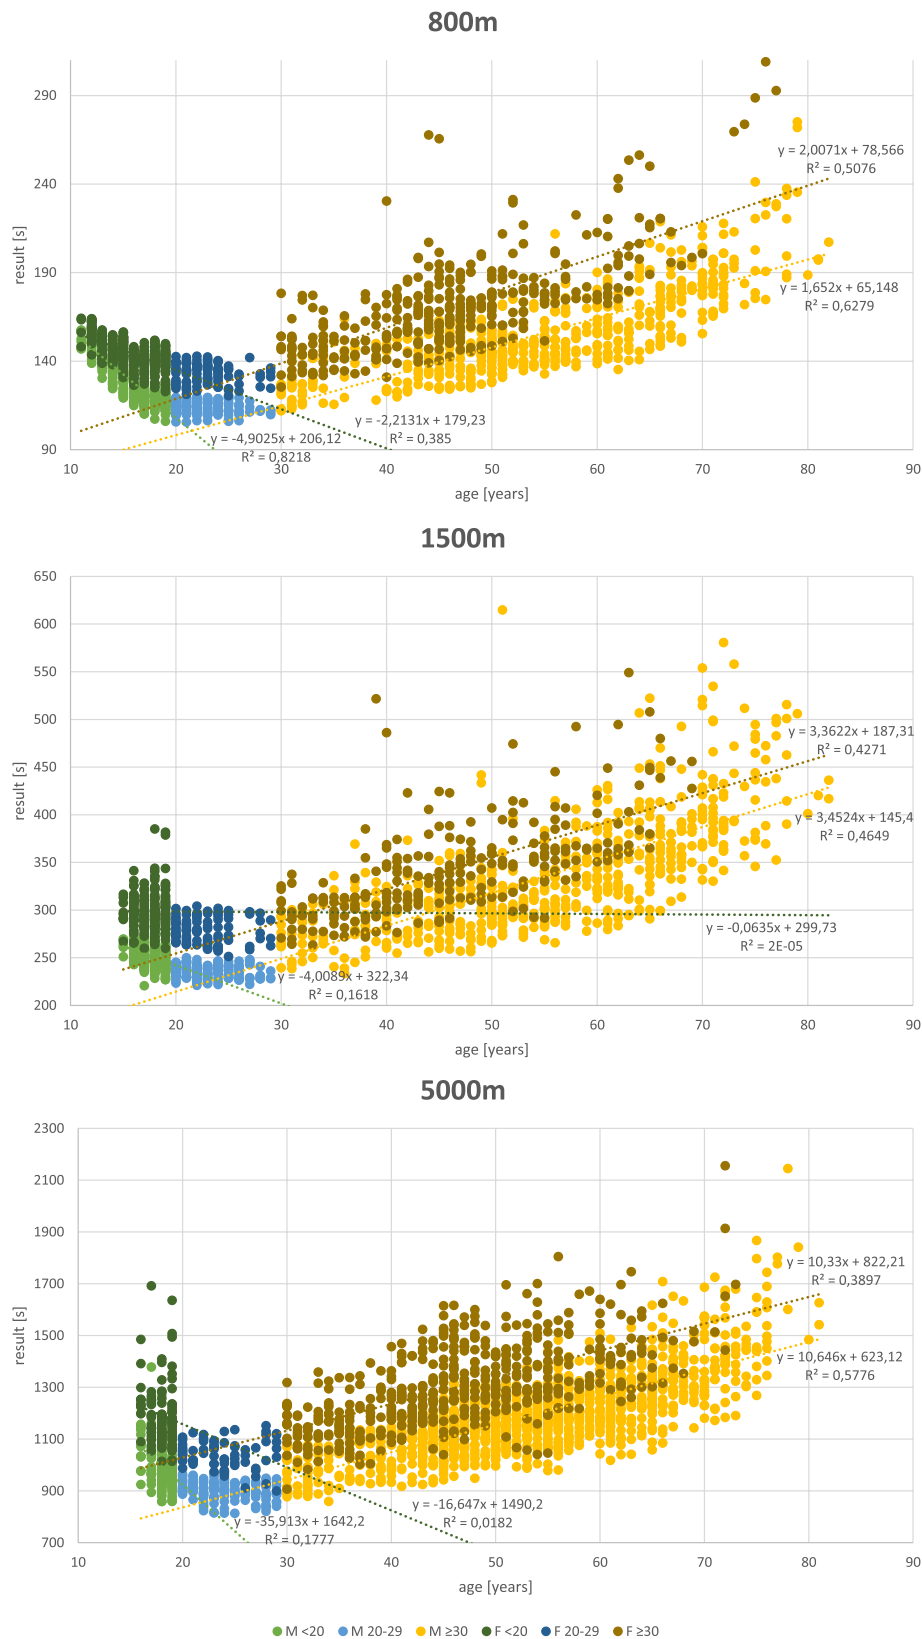 800m
result [s]
290
240
190
140
90
y = 2,0071x + 78,566
R² = 0,5076
y = 1,652x + 65,148
R² = 0,6279
y = -2,2131x + 179,23
R² = 0,385
y = -4,9025x + 206,12
R² = 0,8218
10 20 30 40 50 60 70 80 90
age [years]
1500m
result [s]
650
600
550
500
450
400
350
300
250
200
y = 3,3622x + 187,31
R² = 0,4271
y = 3,4524x + 145,4
R² = 0,4649
y = -0,0635x + 299,73
R² = 2E-05
y = -4,0089x + 322,34
R² = 0,1618
10 20 30 40 50 60 70 80 90
age [years]
5000m
result [s]
2300
2100
1900
1700
1500
1300
1100
900
700
y = 10,33x + 822,21
R² = 0,3897
y = 10,646x + 623,12
R² = 0,5776
y = -16,647x + 1490,2
R² = 0,0182
y = -35,913x + 1642,2
R² = 0,1777
10 20 30 40 50 60 70 80 90
age [years]
M <20 M 20-29 M ≥30 F <20 F 20-29 F ≥30